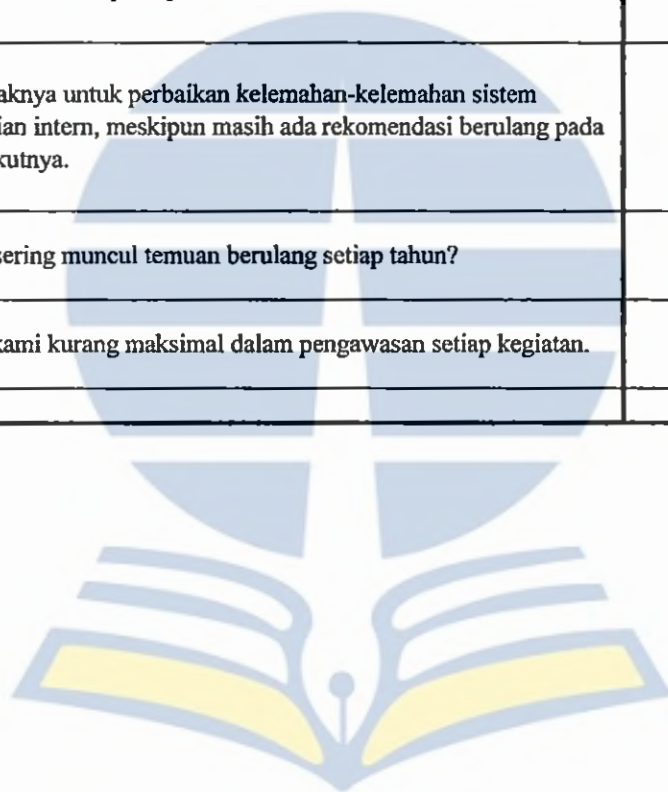 aknya untuk perbaikan kelemahan-kelemahan sistem
ian intern, meskipun masih ada rekomendasi berulang pada
kutnya.
sering muncul temuan berulang setiap tahun?
kami kurang maksimal dalam pengawasan setiap kegiatan.